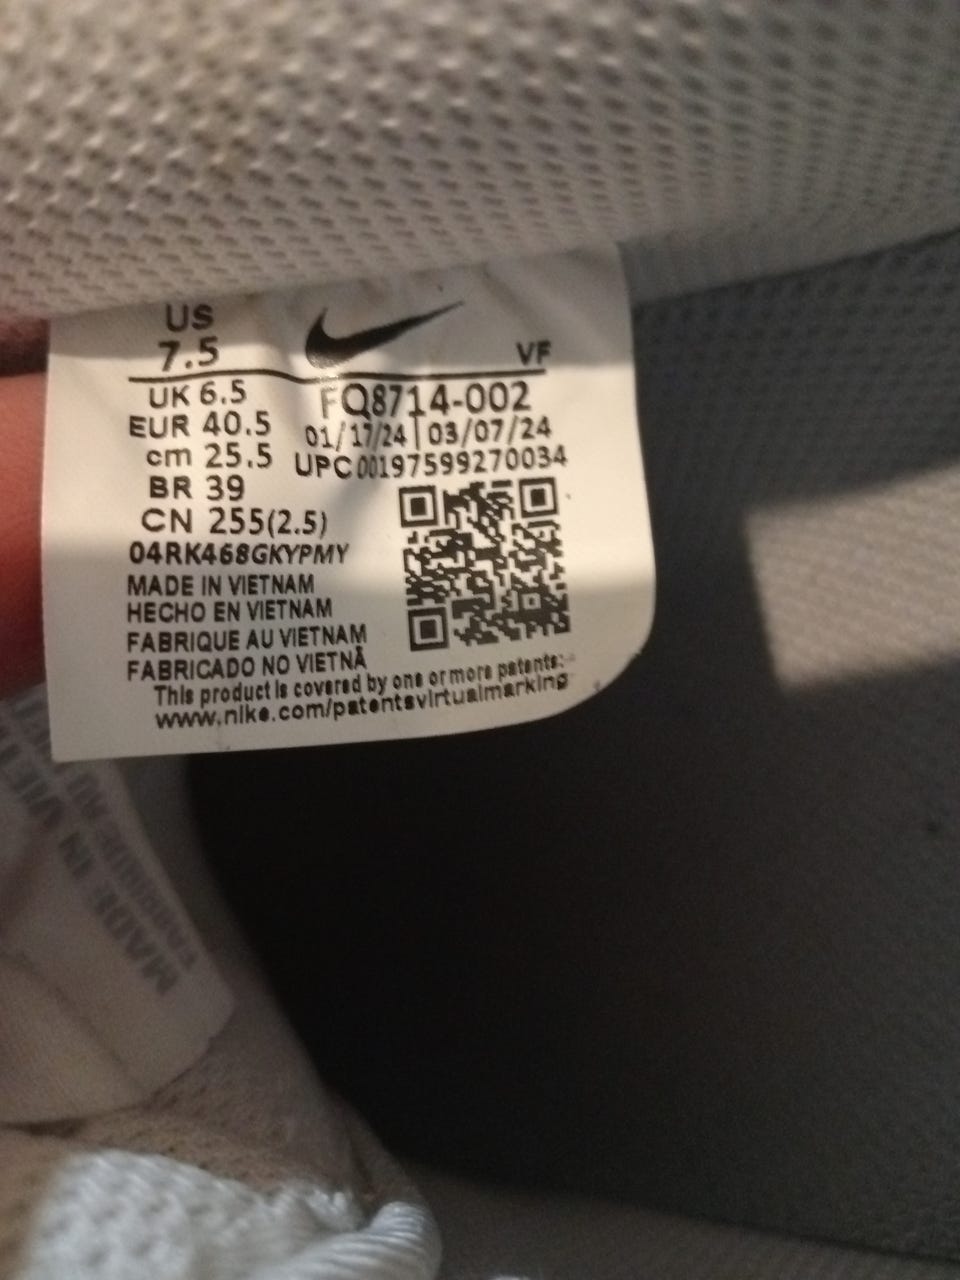 US
7.5
VF
UK 6.5
EUR 40.5
cm 25.5
BR 39
CN 255(2.5)
FQ8714-002
01/17/24 | 03/07/24
UPC 00197599270034
04RK468GKYPMY
MADE IN VIETNAM
HECHO EN VIETNAM
FABRIQUE AU VIETNAM
FABRICADO NO VIETNÃ
This product is covered by one or more patents:
www.nike.com/patentsvirtualmarking
MADE IN